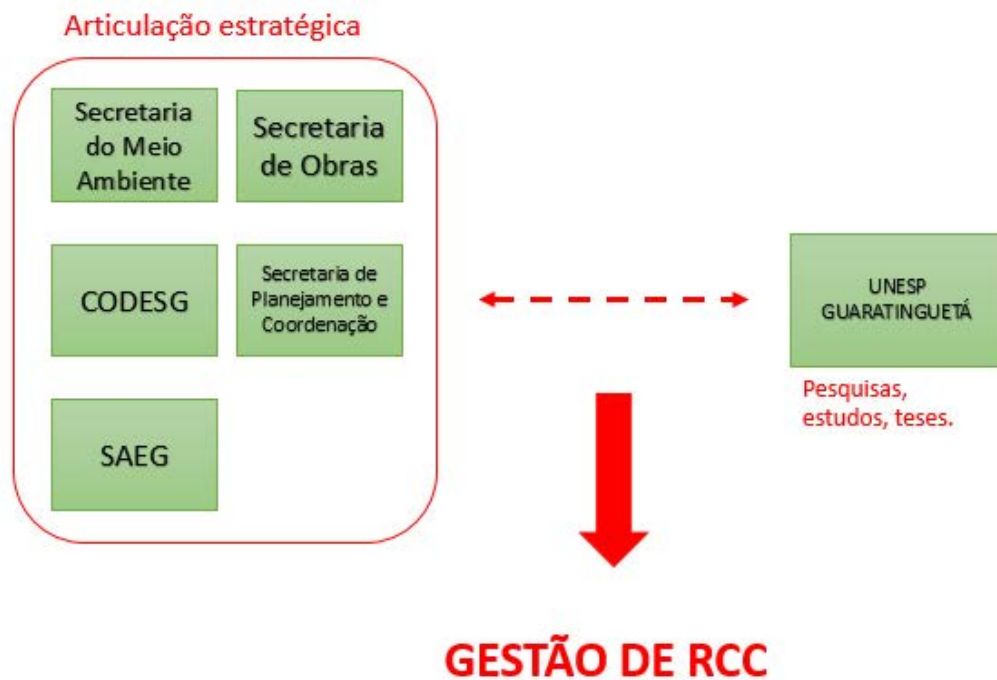 Articulação estratégica
Secretaria
do Meio
Ambiente
Secretaria
de Obras
CODESG
Secretaria de
Planejamento e
Coordenação
SAEG
UNESP
GUARATINGUETÁ
Pesquisas,
estudos, teses.
GESTÃO DE RCC